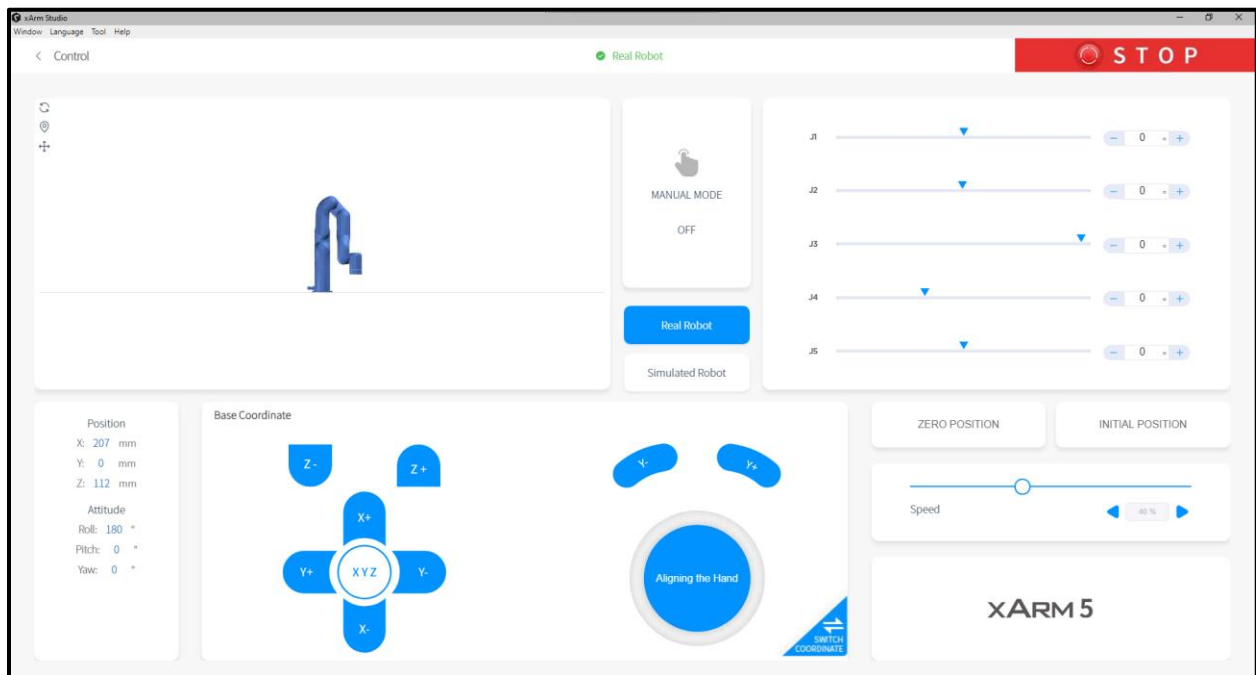 xArm Studio
Window Language Tool Help
< Control
Real Robot
STOP
MANUAL MODE
OFF
Real Robot
Simulated Robot
J1 − 0 ° +
J2 − 0 ° +
J3 − 0 ° +
J4 − 0 ° +
J5 − 0 ° +
Position
X: 207 mm
Y: 0 mm
Z: 112 mm
Attitude
Roll: 180 °
Pitch: 0 °
Yaw: 0 °
Base Coordinate
Z -
Z +
X+
Y+
X Y Z
Y-
X-
Y-
Y+
Aligning the Hand
SWITCH
COORDINATE
ZERO POSITION
INITIAL POSITION
Speed
40 %
XARM 5